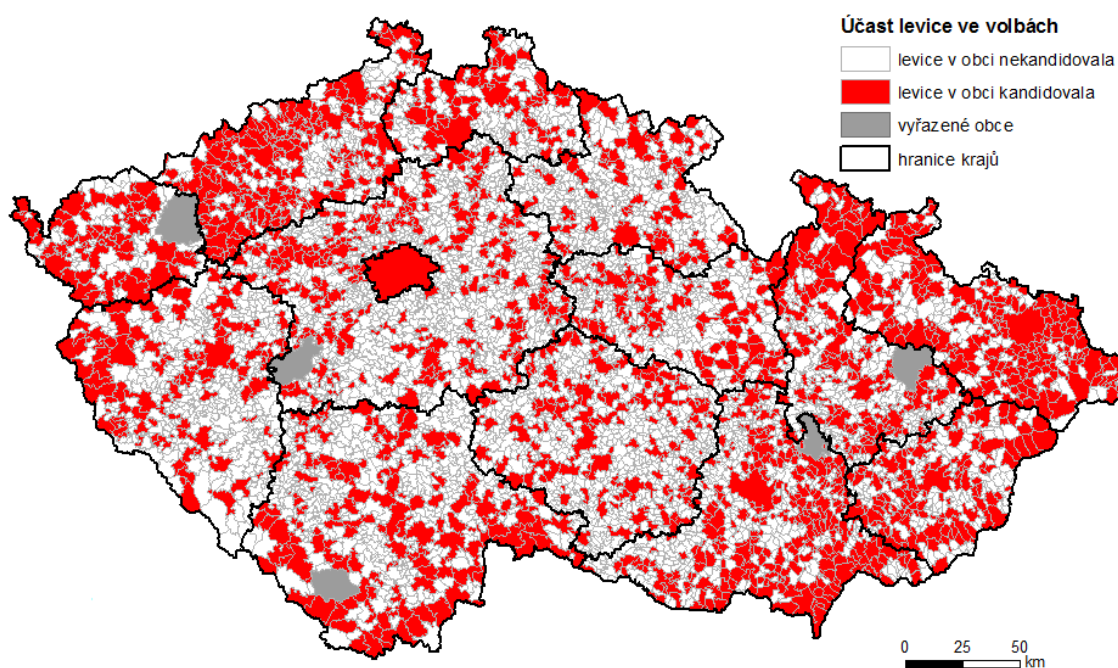 Účast levice ve volbách
levice v obci nekandidovala
levice v obci kandidovala
vyřazené obce
hranice krajů
0 25 50
km